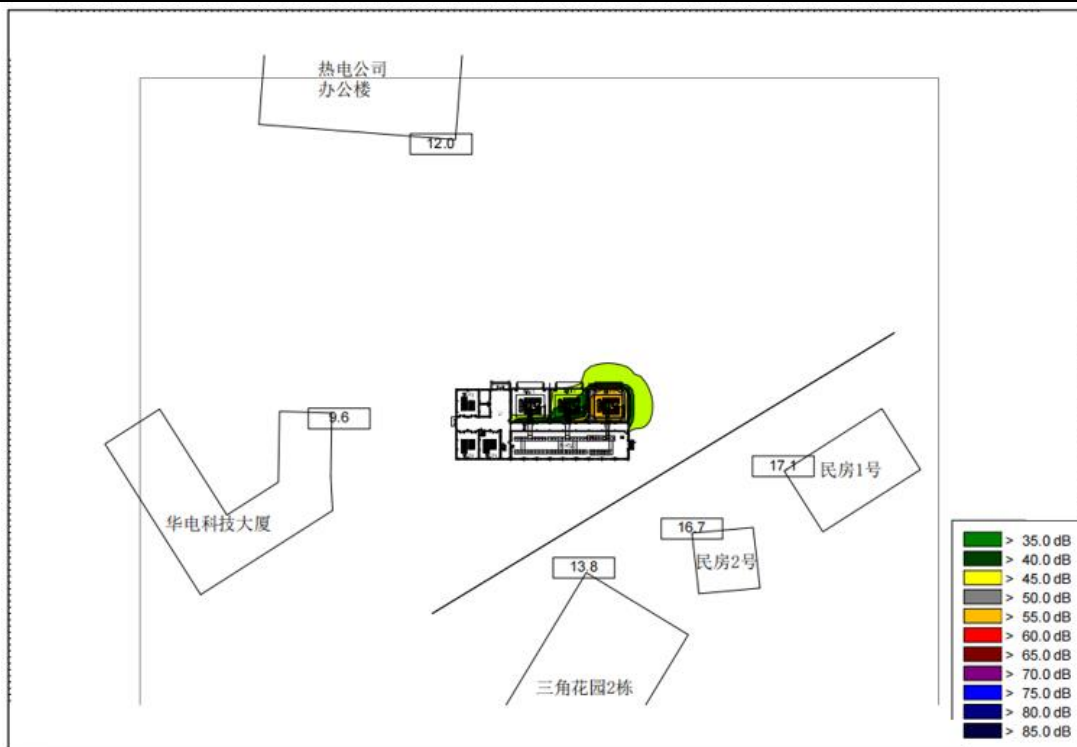 热电公司
办公楼
12.0
9.6
华电科技大厦
17.1
民房1号
16.7
民房2号
13.8
三角花园2栋
> 35.0 dB
> 40.0 dB
> 45.0 dB
> 50.0 dB
> 55.0 dB
> 60.0 dB
> 65.0 dB
> 70.0 dB
> 75.0 dB
> 80.0 dB
> 85.0 dB